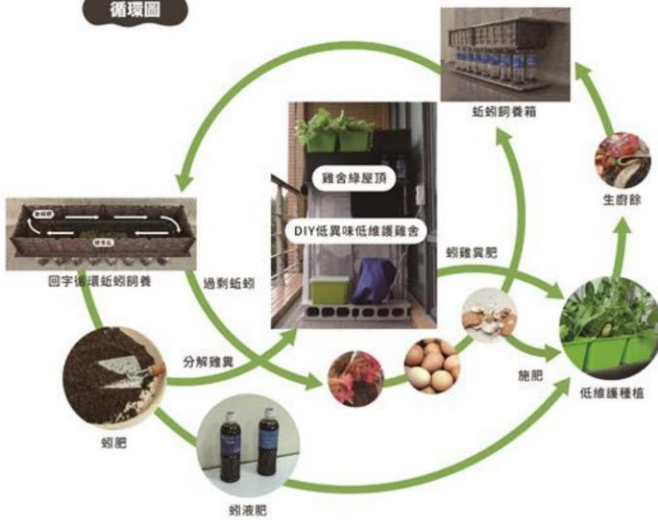 循環圖
蚯蚓飼養箱
雞舍綠屋頂
生廚餘
DIY低異味低維護雞舍
蚓雞糞肥
回字循環蚯蚓飼養
過剩蚯蚓
分解雞糞
施肥
低維護種植
蚓肥
蚓液肥